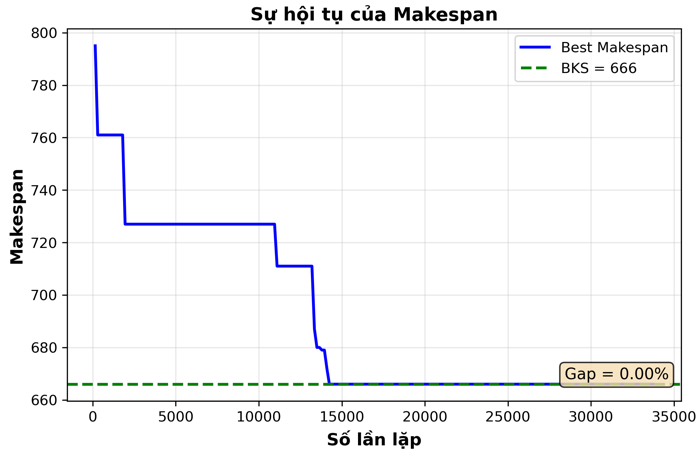 Sự hội tụ của Makespan
800
780
760
740
720
700
680
660
Makespan
Best Makespan
BKS = 666
Gap = 0.00%
0 5000 10000 15000 20000 25000 30000 35000
Số lần lặp